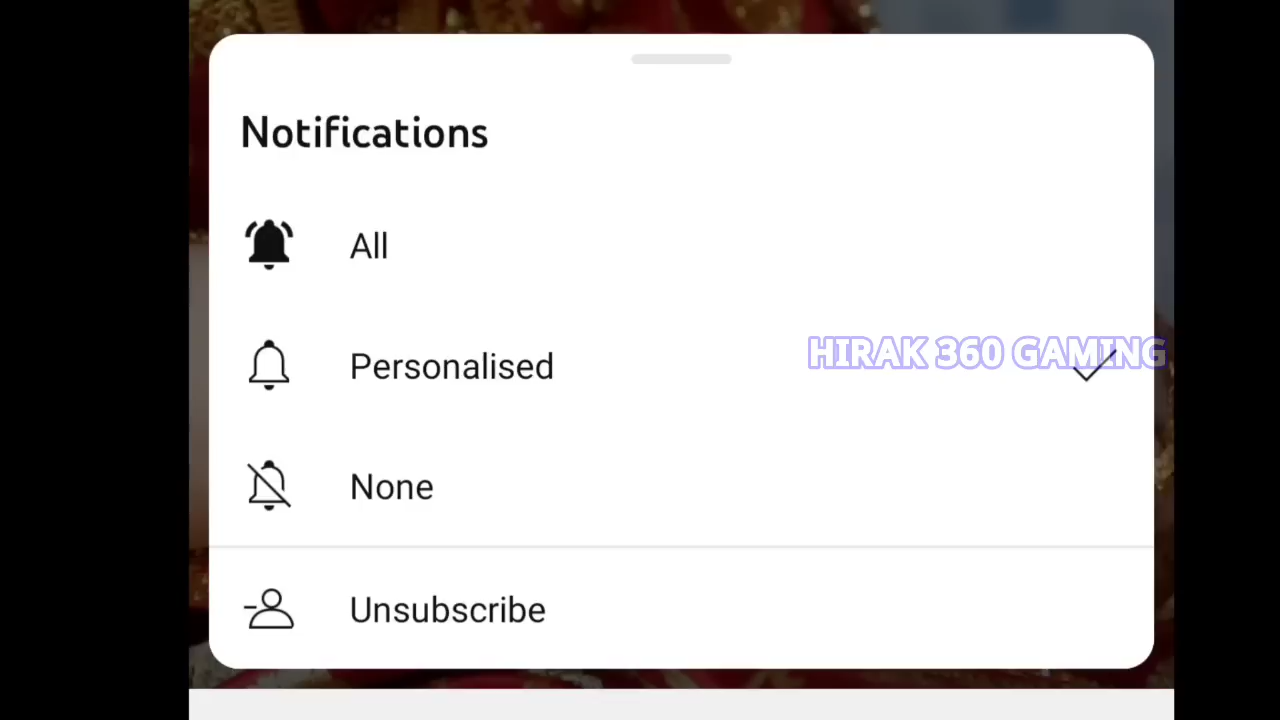 Notifications
All
Personalised
HIRAK 360 GAMING
None
Unsubscribe